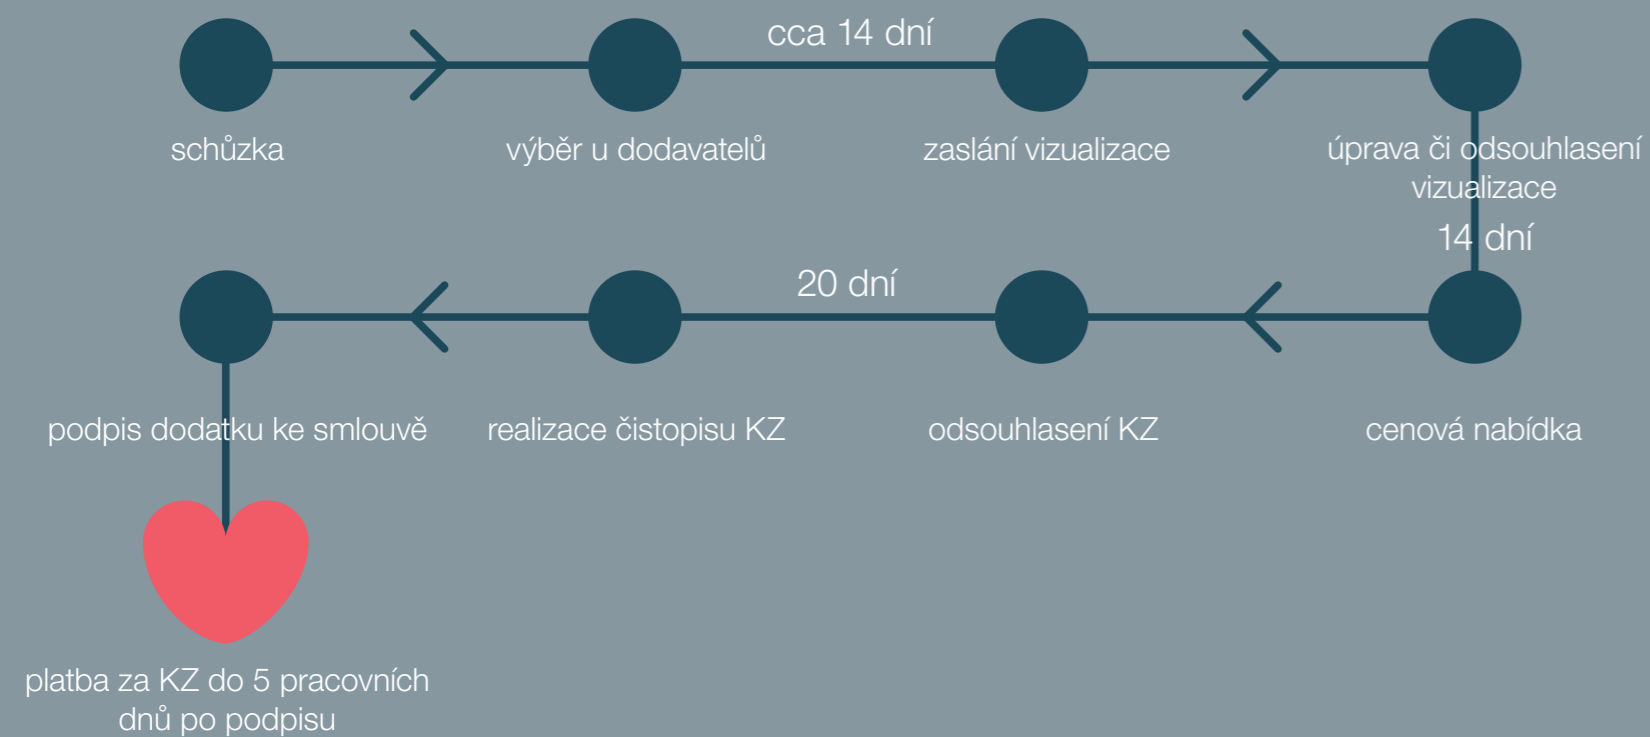 cca 14 dní
schůzka
výběr u dodavatelů
zaslání vizualizace
úprava či odsouhlasení
vizualizace
14 dní
20 dní
podpis dodatku ke smlouvě
realizace čistopisu KZ
odsouhlasení KZ
cenová nabídka
platba za KZ do 5 pracovních
dnů po podpisu